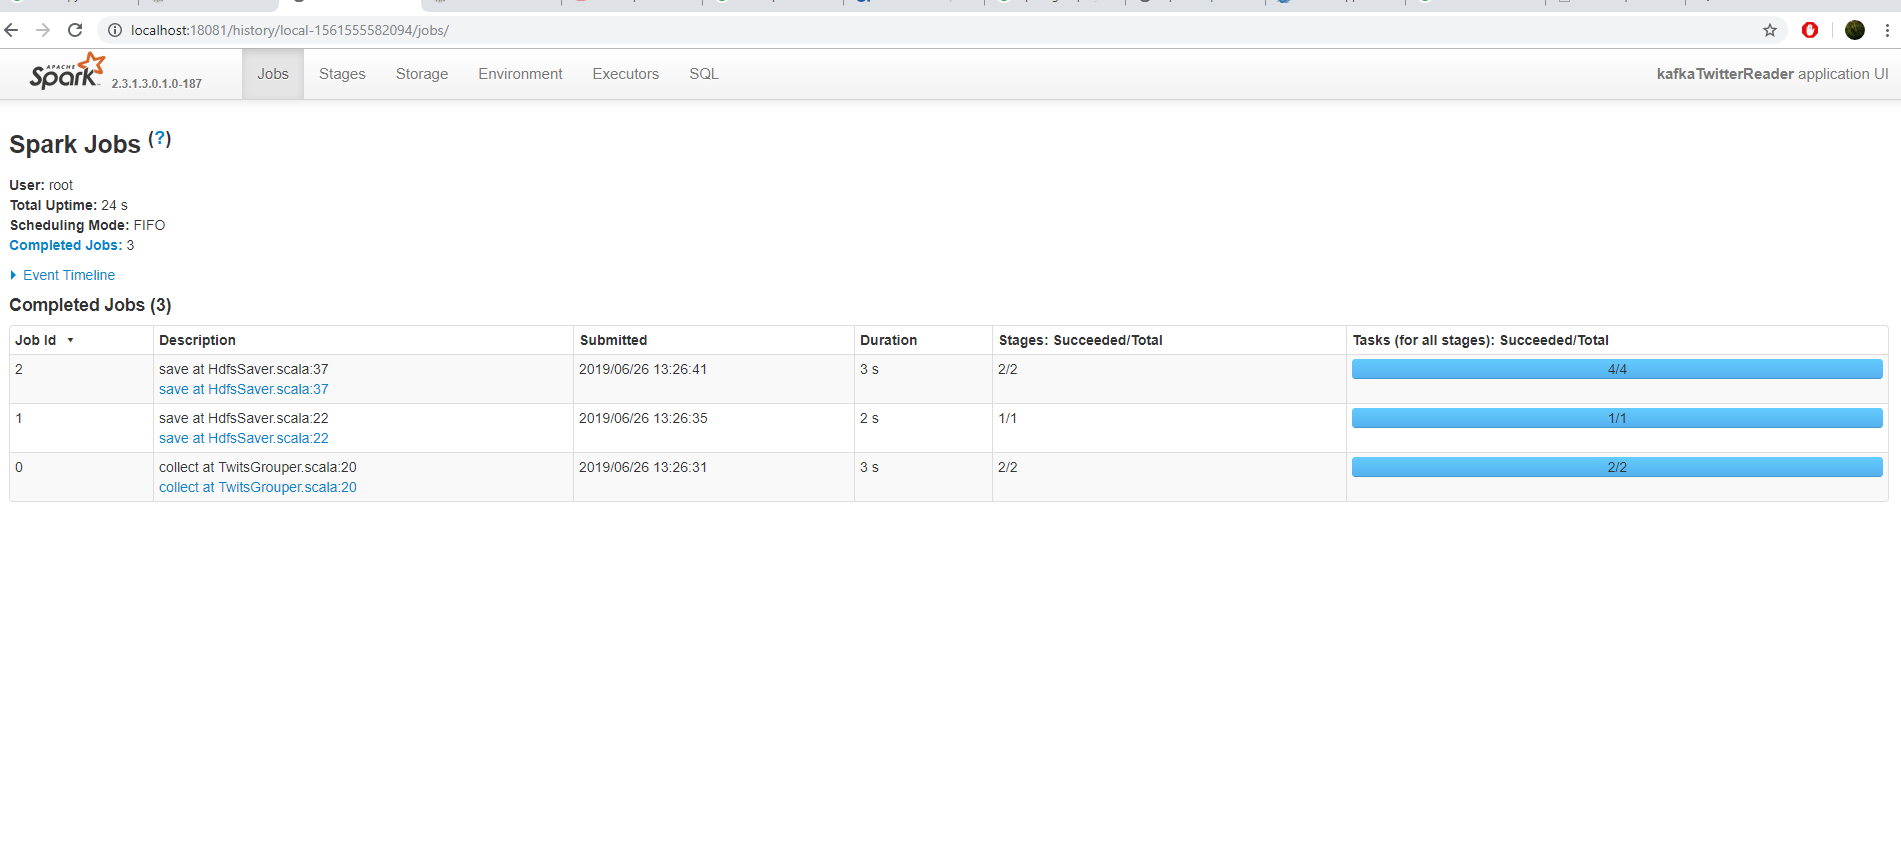 localhost:18081/history/local-1561555582094/jobs/
APACHE
Spark 2.3.1.3.0.1.0-187 Jobs Stages Storage Environment Executors SQL kafkaTwitterReader application UI
Spark Jobs (?)
User: root
Total Uptime: 24 s
Scheduling Mode: FIFO
Completed Jobs: 3
Event Timeline
Completed Jobs (3)
Job Id Description Submitted Duration Stages: Succeeded/Total Tasks (for all stages): Succeeded/Total
2 save at HdfsSaver.scala:37 2019/06/26 13:26:41 3 s 2/2 4/4
save at HdfsSaver.scala:37
1 save at HdfsSaver.scala:22 2019/06/26 13:26:35 2 s 1/1 1/1
save at HdfsSaver.scala:22
0 collect at TwitsGrouper.scala:20 2019/06/26 13:26:31 3 s 2/2 2/2
collect at TwitsGrouper.scala:20